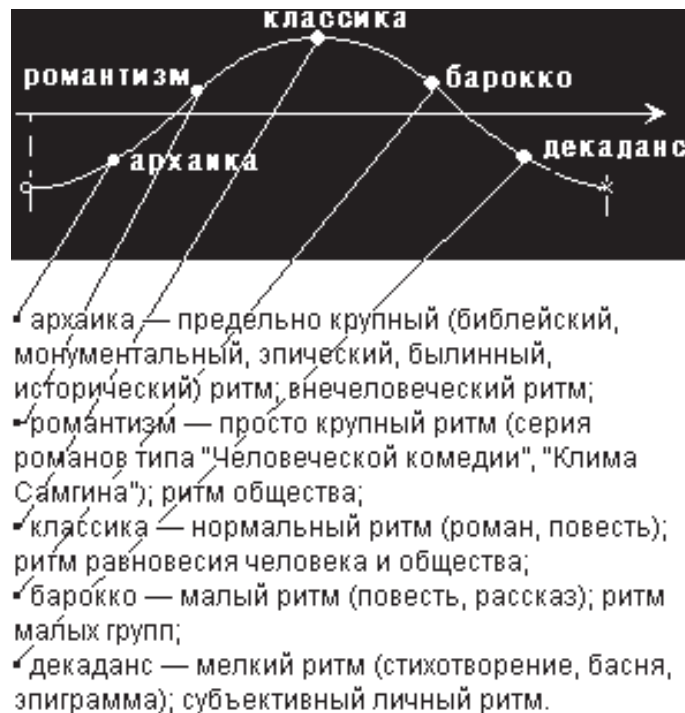 классика
романтизм
барокко
архаика
декаданс
▪ архаика — предельно крупный (библейский,
монументальный, эпический, былинный,
исторический) ритм; внечеловеческий ритм;
▪ романтизм — просто крупный ритм (серия
романов типа "Человеческой комедии", "Клима
Самгина"); ритм общества;
▪ классика — нормальный ритм (роман, повесть);
ритм равновесия человека и общества;
▪ барокко — малый ритм (повесть, рассказ); ритм
малых групп;
▪ декаданс — мелкий ритм (стихотворение, басня,
эпиграмма); субъективный личный ритм.